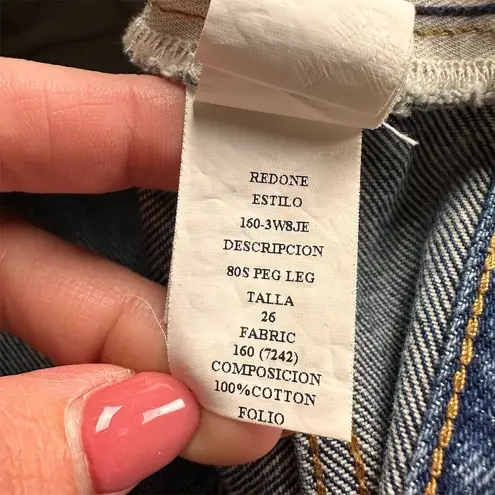 REDONE
ESTILO
160-3W8JE
DESCRIPCION
80S PEG LEG
TALLA
26
FABRIC
160 (7242)
COMPOSICION
100%COTTON
FOLIO